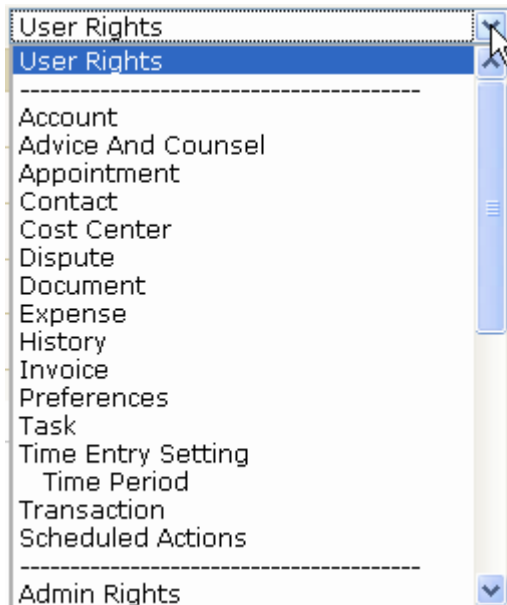 User Rights
User Rights
----------------------------------------
Account
Advice And Counsel
Appointment
Contact
Cost Center
Dispute
Document
Expense
History
Invoice
Preferences
Task
Time Entry Setting
Time Period
Transaction
Scheduled Actions
----------------------------------------
Admin Rights